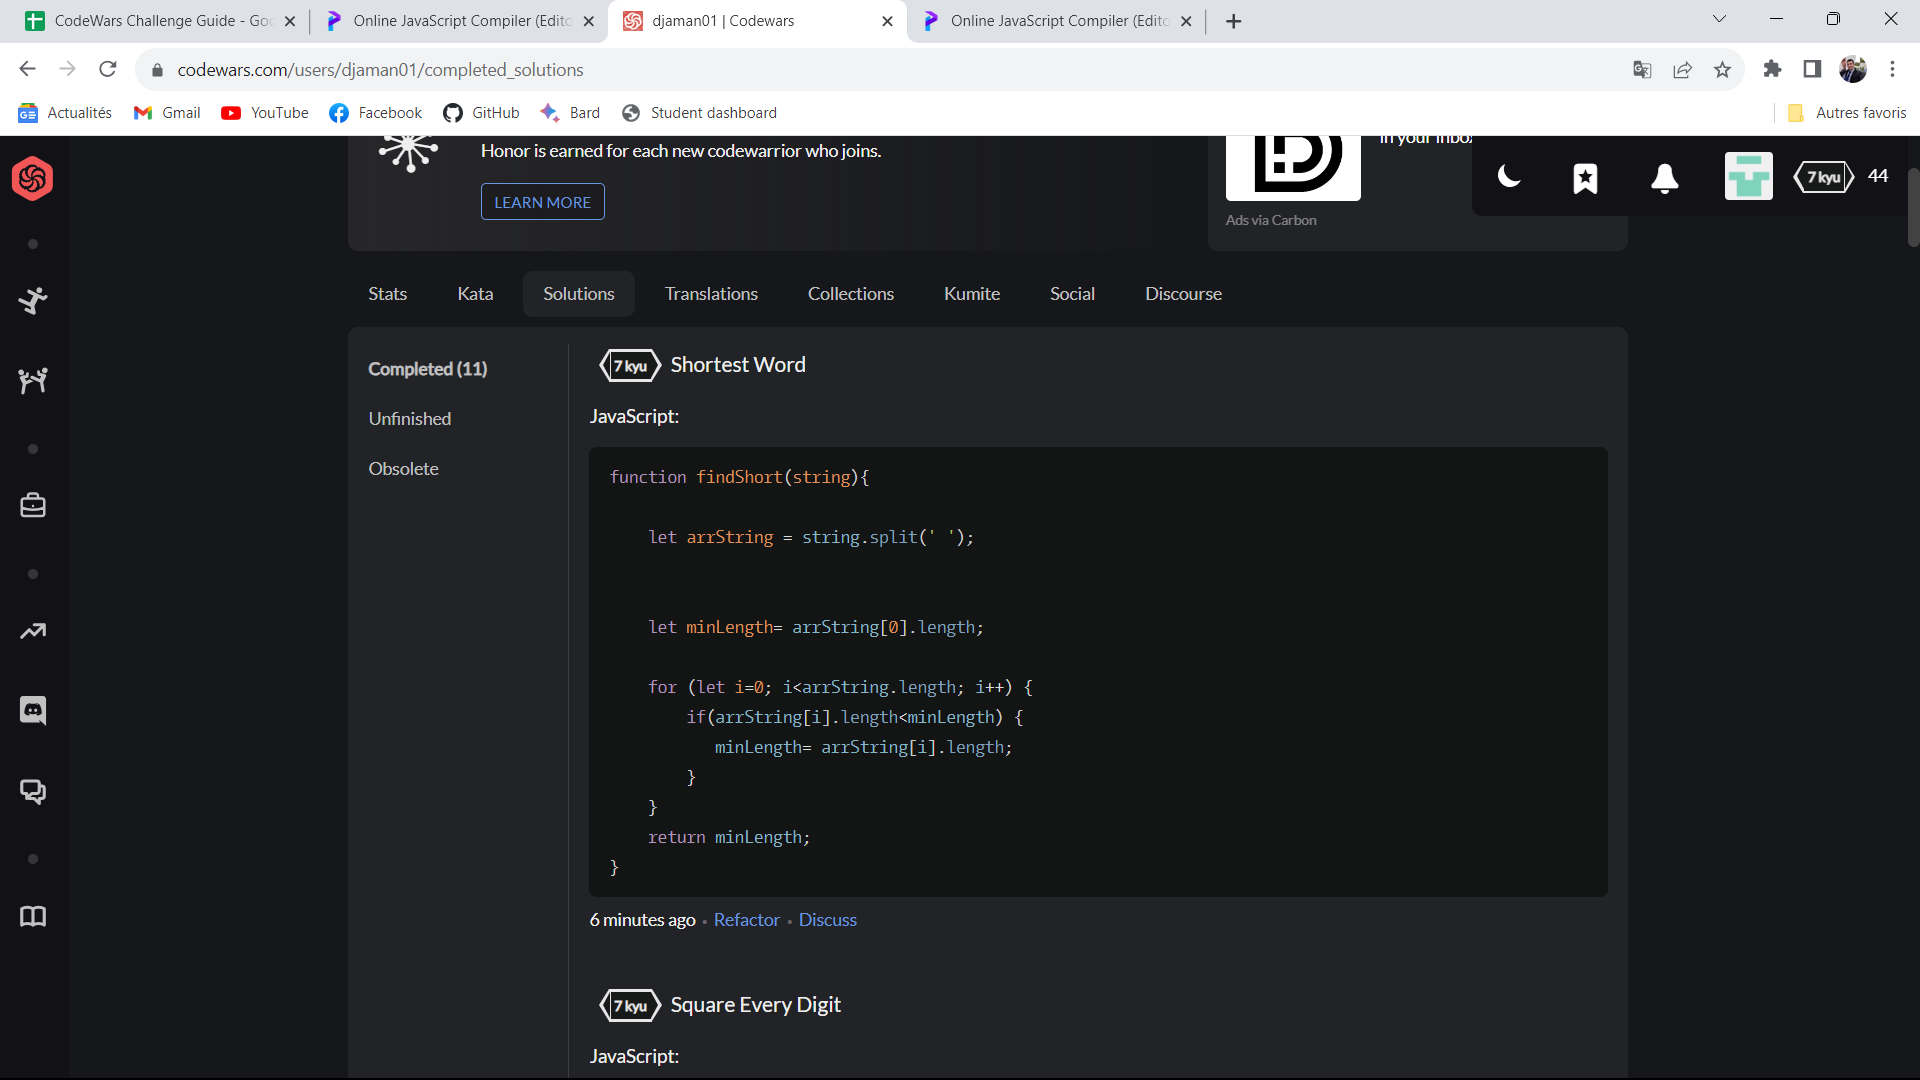 CodeWars Challenge Guide - Goo
Online JavaScript Compiler (Edito
djaman01 | Codewars
Online JavaScript Compiler (Edito
codewars.com/users/djaman01/completed_solutions
Actualités
Gmail
YouTube
Facebook
GitHub
Bard
Student dashboard
Autres favoris
Honor is earned for each new codewarrior who joins.
LEARN MORE
in your inbox
Ads via Carbon
7 kyu
44
Stats
Kata
Solutions
Translations
Collections
Kumite
Social
Discourse
Completed (11)
Unfinished
Obsolete
7 kyu Shortest Word
JavaScript:
function findShort(string){
let arrString = string.split(' ');
let minLength= arrString[0].length;
for (let i=0; i<arrString.length; i++) {
if(arrString[i].length<minLength) {
minLength= arrString[i].length;
}
}
return minLength;
}
6 minutes ago • Refactor • Discuss
7 kyu Square Every Digit
JavaScript: